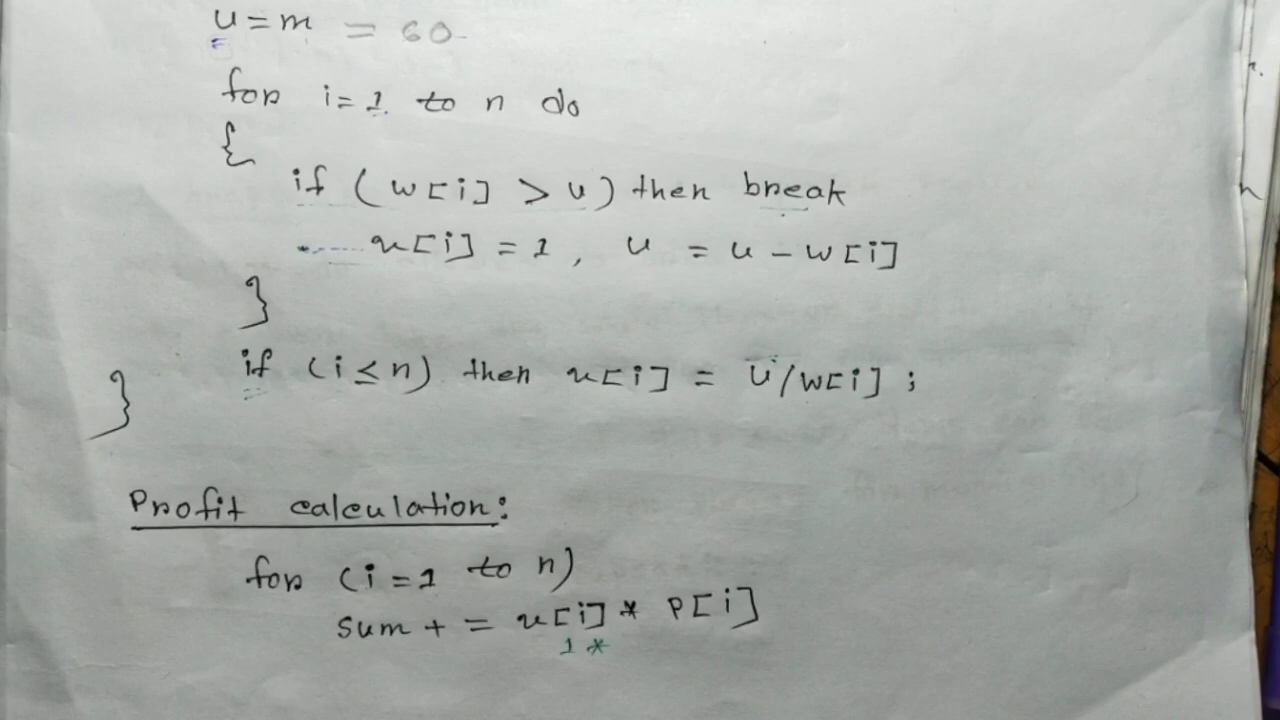 u = m = 60
for i = 1 to n do
{
if ( w[i] > u ) then break
x[i] = 1 , u = u - w[i]
}
if (i ≤ n) then x[i] = u/w[i] ;
}
Profit calculation:
for (i = 1 to n)
sum + = x[i] * P[i]
1 *